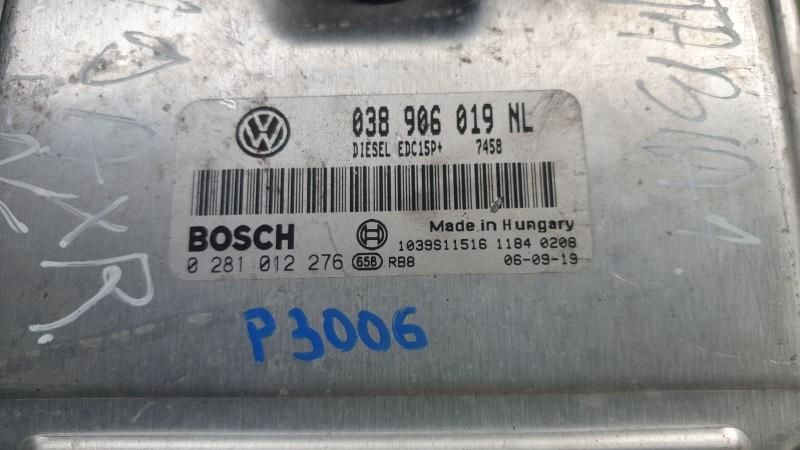 038 906 019 NL
DIESEL EDC15P+ 7458
BOSCH
Made in Hungary
1039S11516 1184 0208
0 281 012 276 65B RB8 06-09-19
P3006